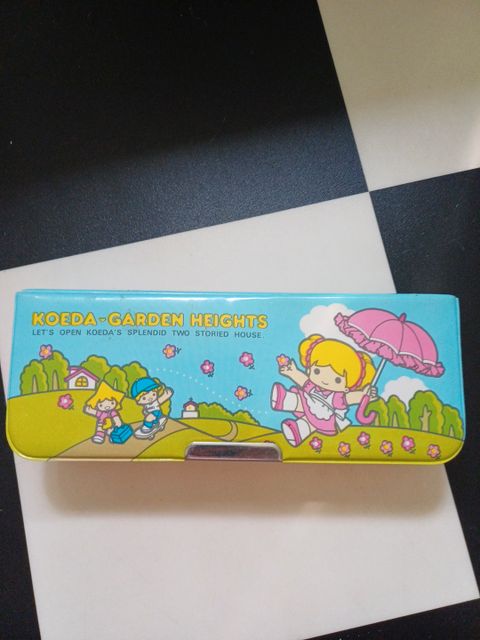 KOEDA-GARDEN HEIGHTS
LET'S OPEN KOEDA'S SPLENDID TWO STORIED HOUSE.